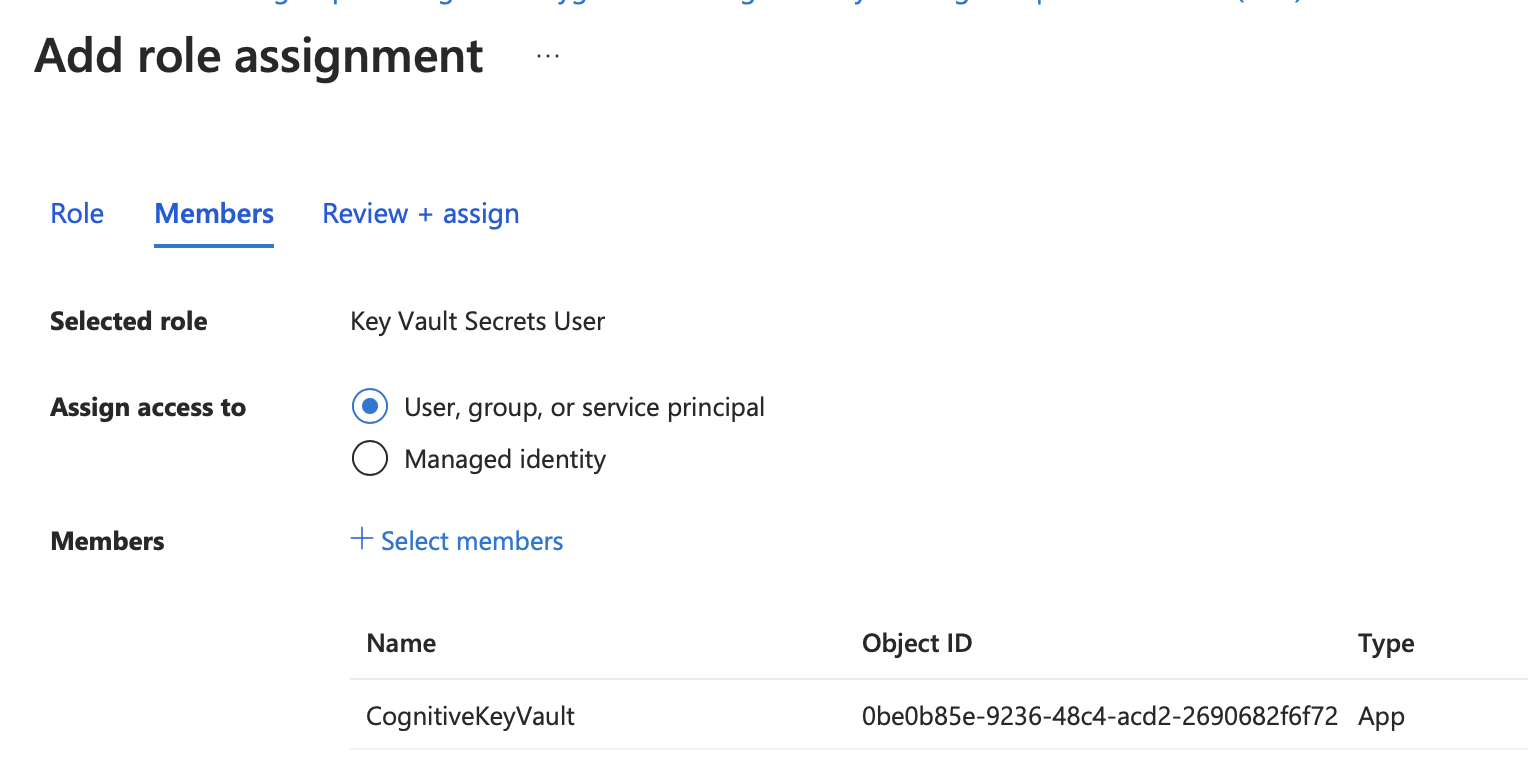 Add role assignment ...
Role Members Review + assign
Selected role Key Vault Secrets User
Assign access to User, group, or service principal
Managed identity
Members + Select members
Name Object ID Type
CognitiveKeyVault 0be0b85e-9236-48c4-acd2-2690682f6f72 App